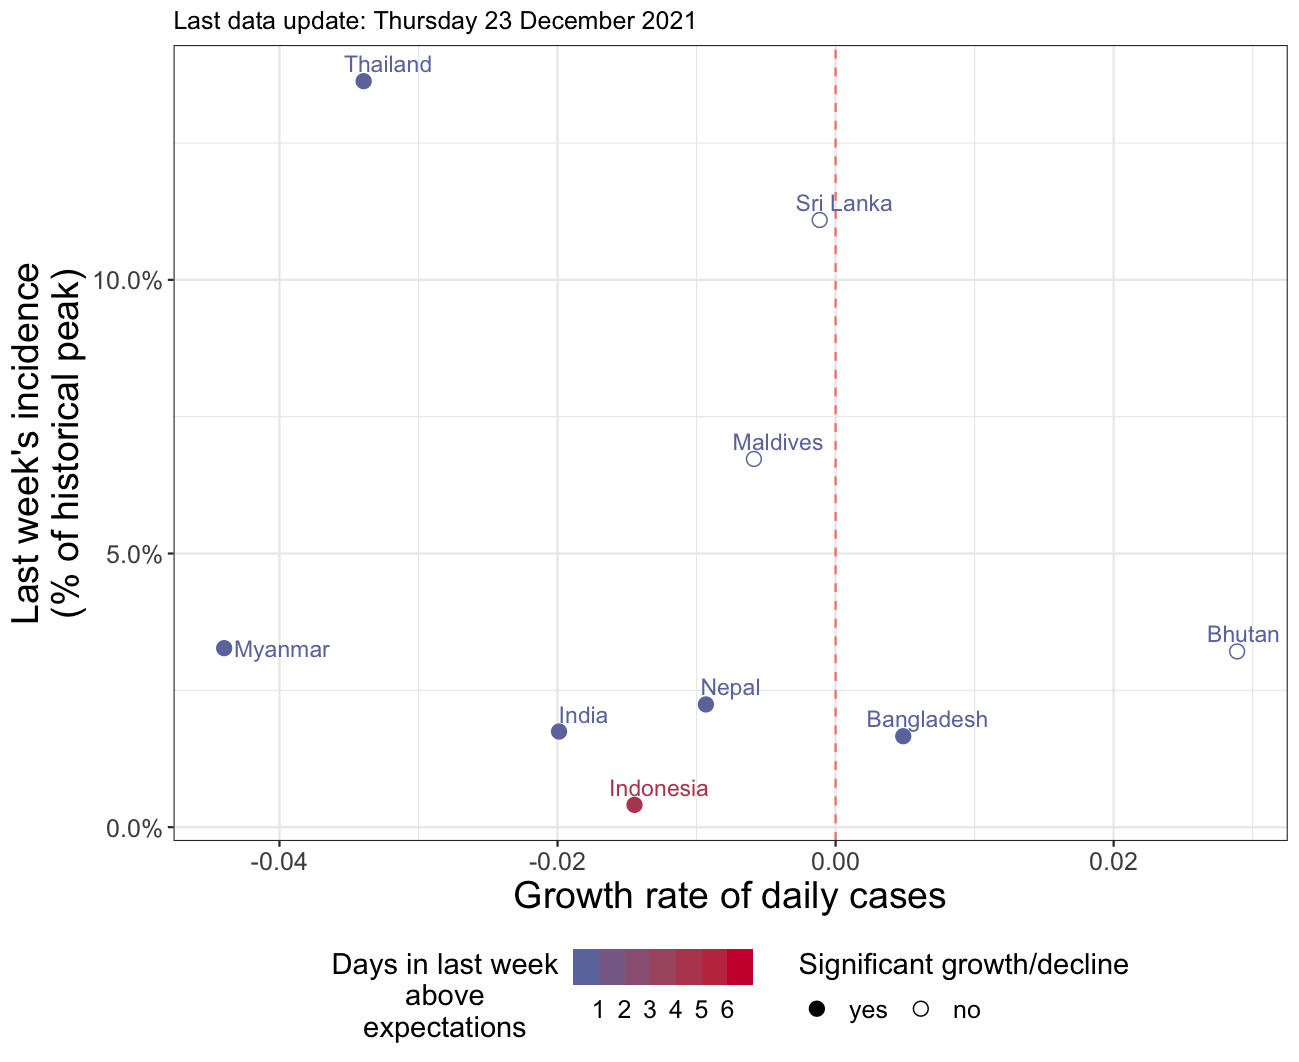 Last data update: Thursday 23 December 2021
Thailand
Sri Lanka
10.0%
Maldives
Last week's incidence
(% of historical peak)
5.0%
Bhutan
Myanmar
Nepal
India
Bangladesh
Indonesia
0.0%
-0.04
-0.02
0.00
0.02
Growth rate of daily cases
Days in last week
above
expectations
1 2 3 4 5 6
Significant growth/decline
yes
no